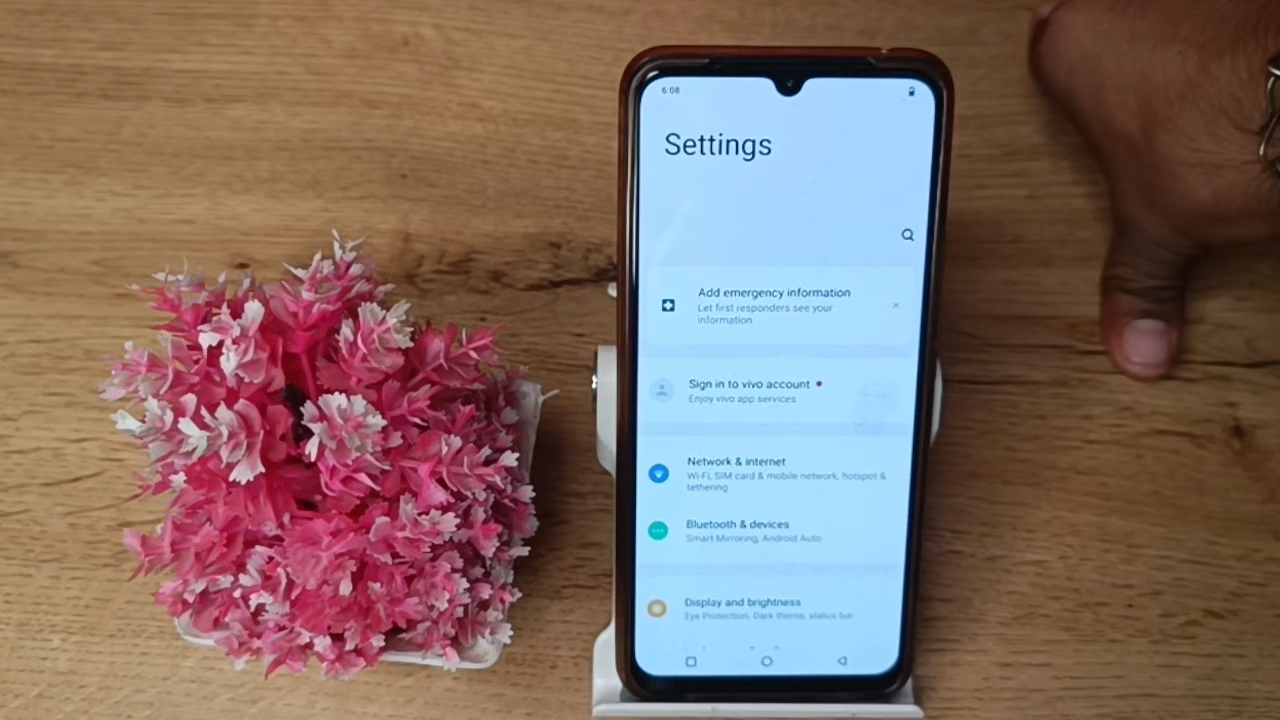 6:08
Settings
Add emergency information
Let first responders see your
information
Sign in to vivo account
Enjoy vivo app services
Network & internet
Wi-Fi, SIM card & mobile network, hotspot &
tethering
Bluetooth & devices
Smart Mirroring, Android Auto
Display and brightness
Eye Protection, Dark theme, status bar